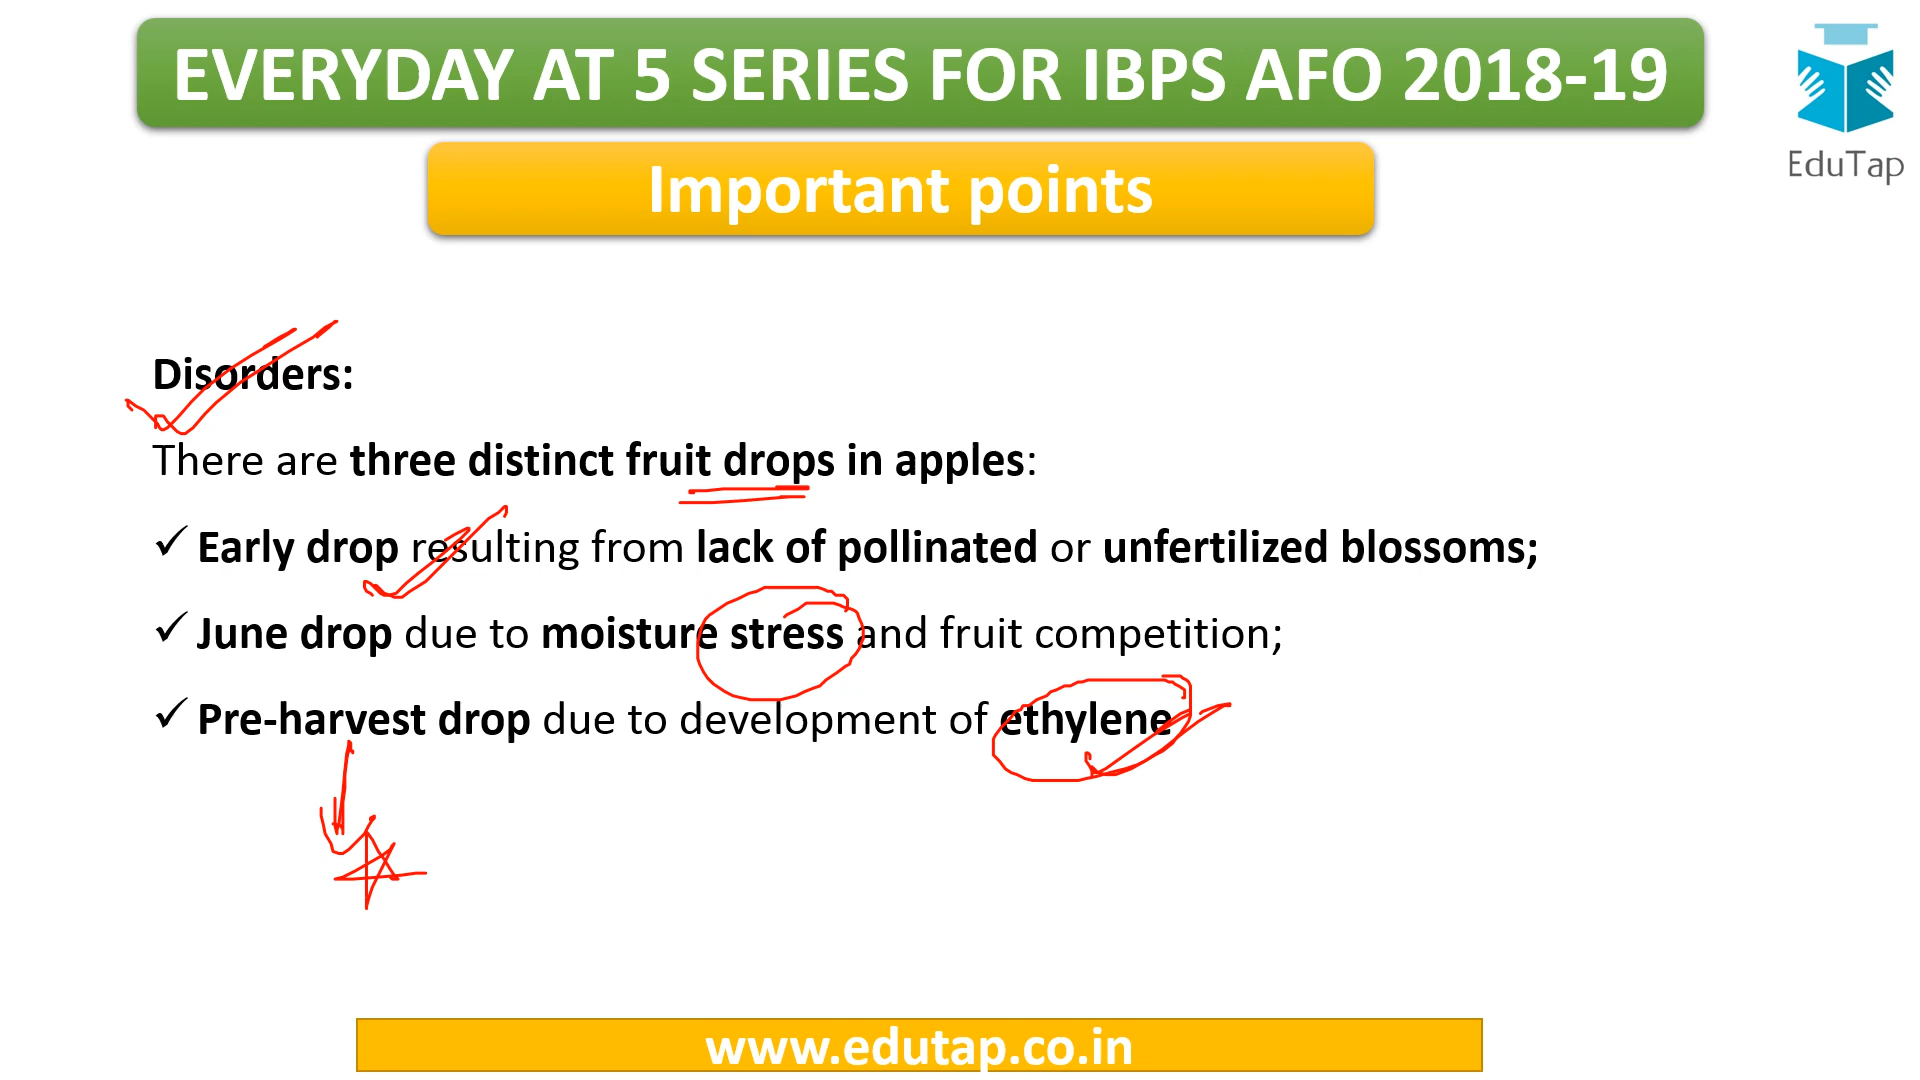 EVERYDAY AT 5 SERIES FOR IBPS AFO 2018-19
EduTap
Important points
Disorders:
There are three distinct fruit drops in apples:
✓ Early drop resulting from lack of pollinated or unfertilized blossoms;
✓ June drop due to moisture stress and fruit competition;
✓ Pre-harvest drop due to development of ethylene
www.edutap.co.in